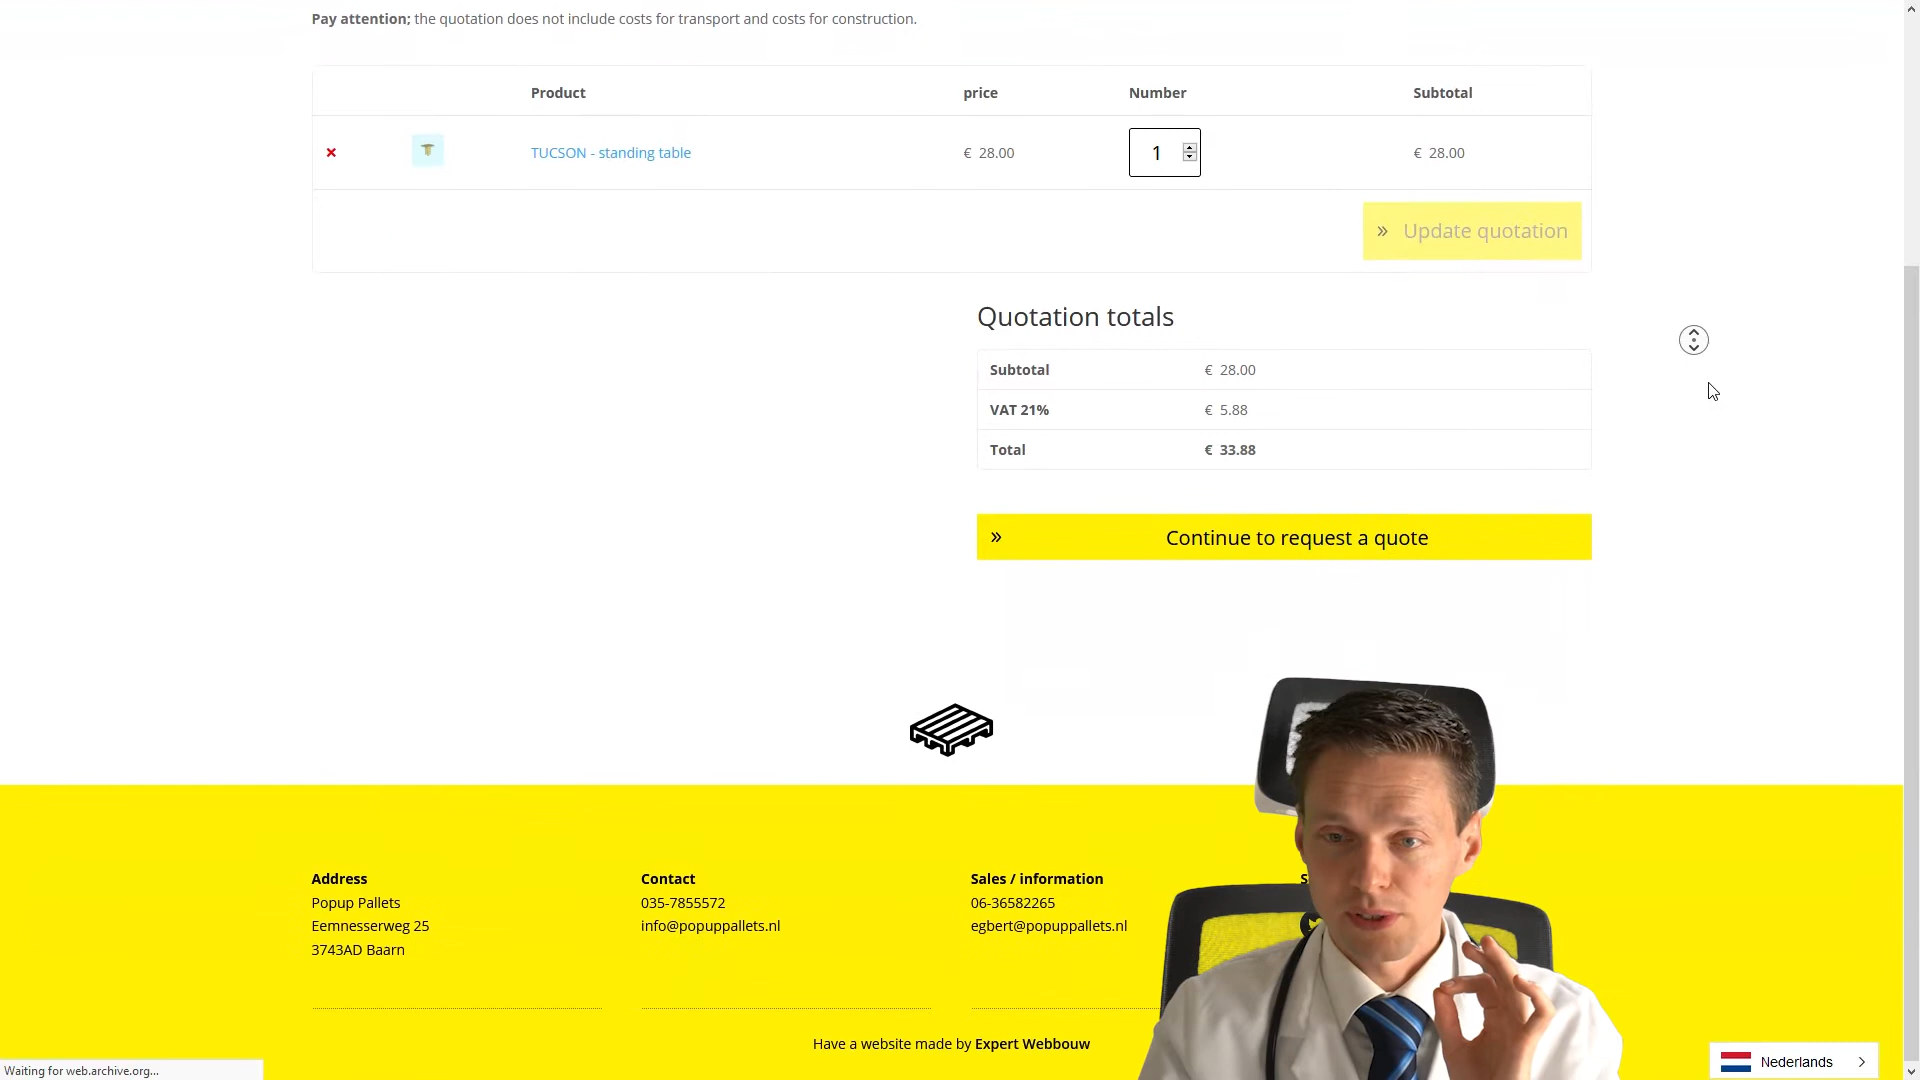 Pay attention; the quotation does not include costs for transport and costs for construction.
Product price Number Subtotal
× TUCSON - standing table € 28.00 1 € 28.00
» Update quotation
Quotation totals
Subtotal € 28.00
VAT 21% € 5.88
Total € 33.88
» Continue to request a quote
Address
Popup Pallets
Eemnesserweg 25
3743AD Baarn
Contact
035-7855572
info@popuppallets.nl
Sales / information
06-36582265
egbert@popuppallets.nl
Have a website made by Expert Webbouw
Waiting for web.archive.org...
Nederlands